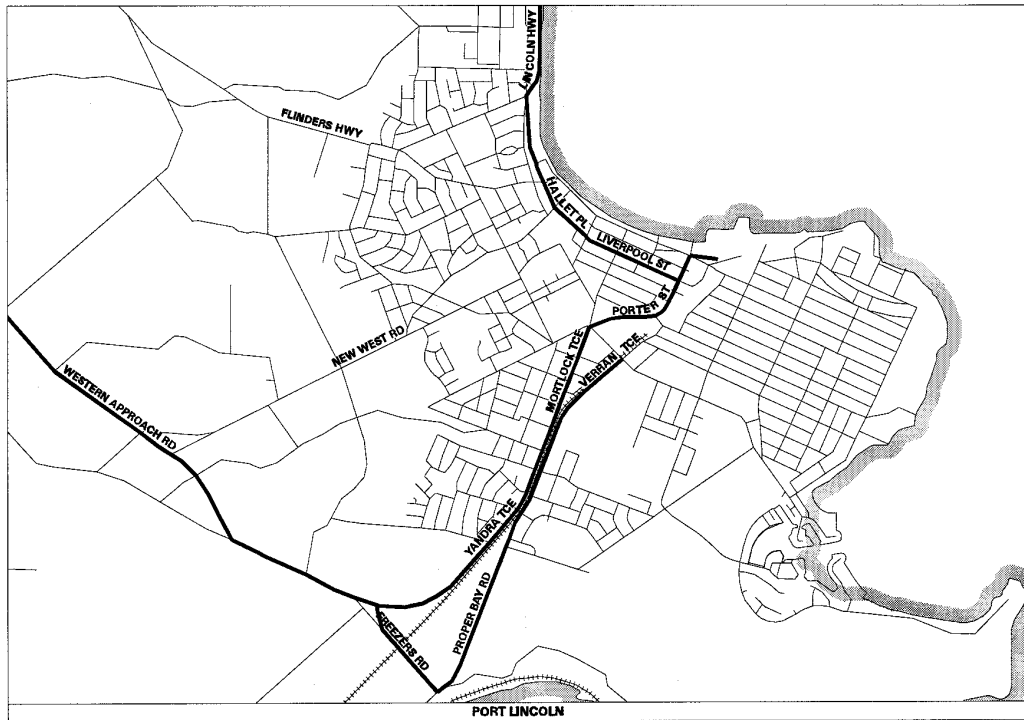 LINCOLN HWY
FLINDERS HWY
HALLET PL
LIVERPOOL ST
PORTER ST
NEW WEST RD
MORTLOCK TCE
VERRAN TCE
WESTERN APPROACH RD
YANDRA TCE
PROPER BAY RD
FREEZERS RD
PORT LINCOLN